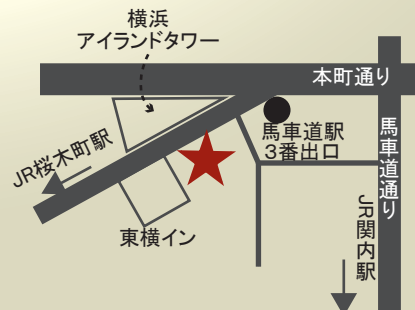 横浜
アイランドタワー
本町通り
馬車道駅
3番出口
馬車道通り
JR桜木町駅
東横イン
JR関内駅